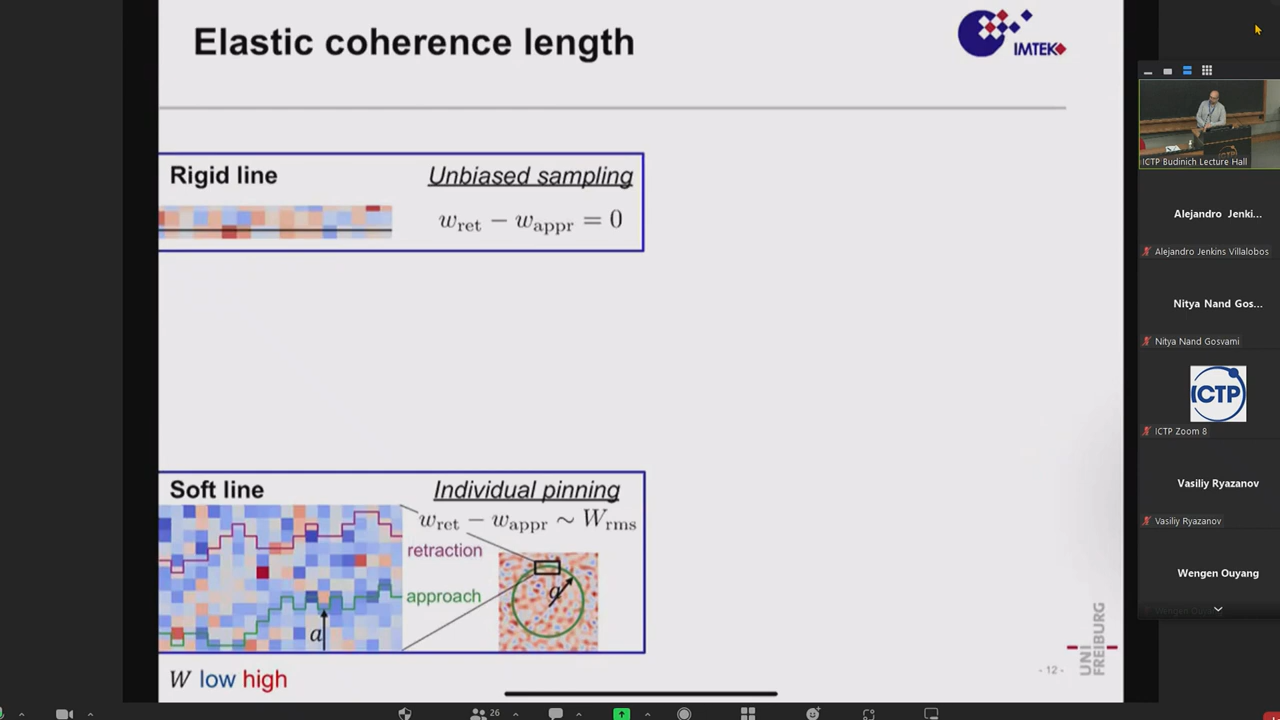 Elastic coherence length
IMTEK
Rigid line
Unbiased sampling
w_ret − w_appr = 0
Soft line
Individual pinning
w_ret − w_appr ∼ W_rms
retraction
approach
a
a
W low high
- 12 -
UNI
FREIBURG
ICTP Budinich Lecture Hall
Alejandro Jenki...
Alejandro Jenkins Villalobos
Nitya Nand Gos...
Nitya Nand Gosvami
ICTP
ICTP Zoom 8
Vasiliy Ryazanov
Vasiliy Ryazanov
Wengen Ouyang
26